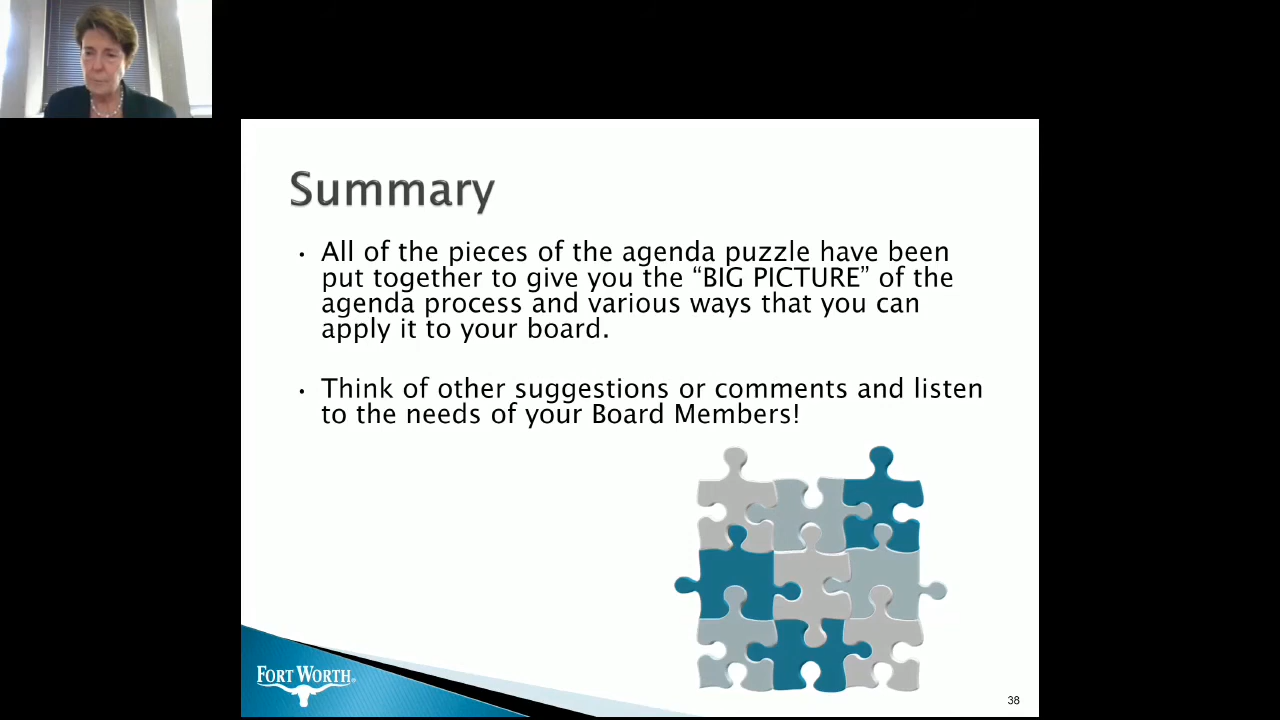 Summary
• All of the pieces of the agenda puzzle have been
put together to give you the “BIG PICTURE” of the
agenda process and various ways that you can
apply it to your board.
• Think of other suggestions or comments and listen
to the needs of your Board Members!
FORT WORTH®
38